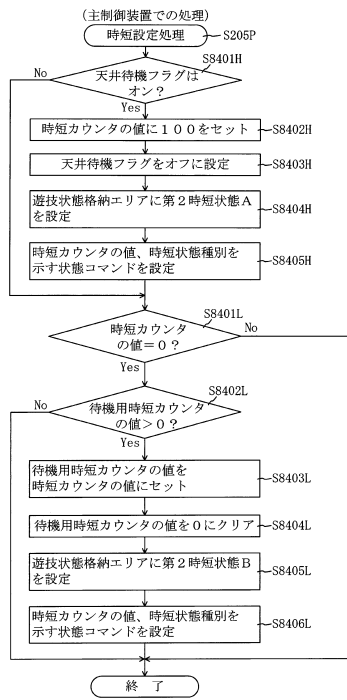 (主制御装置での処理)
時短設定処理
S205P
S8401H
No
天井待機フラグは
オン?
Yes
時短カウンタの値に100をセット
S8402H
天井待機フラグをオフに設定
S8403H
遊技状態格納エリアに第2時短状態A
を設定
S8404H
時短カウンタの値、時短状態種別を
示す状態コマンドを設定
S8405H
S8401L
時短カウンタ
の値=0?
No
Yes
S8402L
No
待機用時短カウンタ
の値>0?
Yes
待機用時短カウンタの値を
時短カウンタの値にセット
S8403L
待機用時短カウンタの値を0にクリア
S8404L
遊技状態格納エリアに第2時短状態B
を設定
S8405L
時短カウンタの値、時短状態種別を
示す状態コマンドを設定
S8406L
終 了